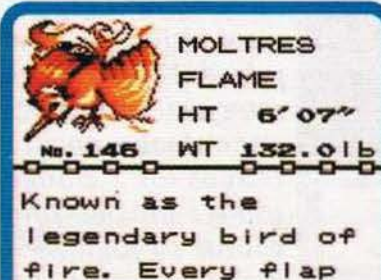 MOLTRES
FLAME
HT 6'07"
No.146 WT 132.0lb
Known as the
legendary bird of
fire. Every flap